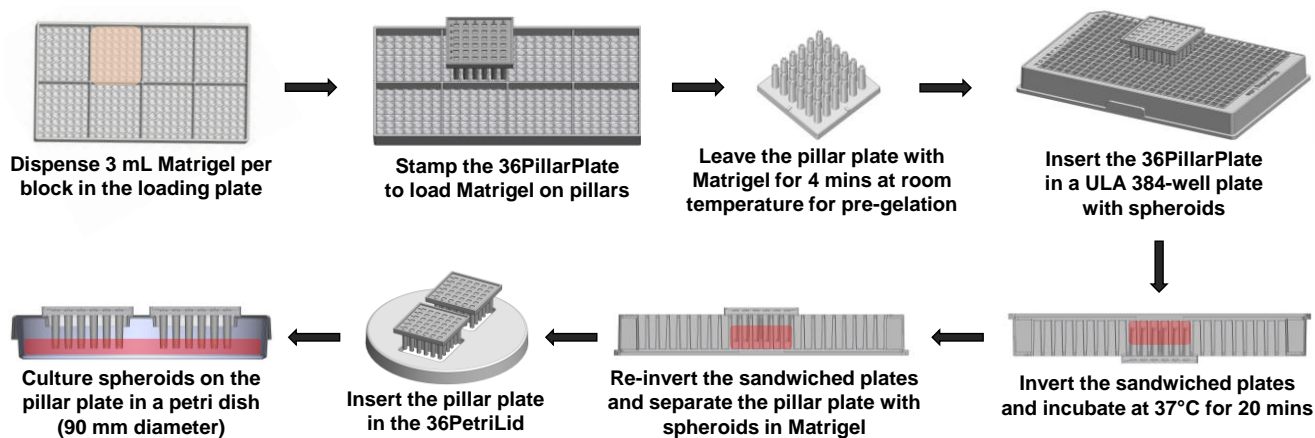 Dispense 3 mL Matrigel per
block in the loading plate
Stamp the 36PillarPlate
to load Matrigel on pillars
Leave the pillar plate with
Matrigel for 4 mins at room
temperature for pre-gelation
Insert the 36PillarPlate
in a ULA 384-well plate
with spheroids
Invert the sandwiched plates
and incubate at 37°C for 20 mins
Re-invert the sandwiched plates
and separate the pillar plate with
spheroids in Matrigel
Insert the pillar plate
in the 36PetriLid
Culture spheroids on the
pillar plate in a petri dish
(90 mm diameter)